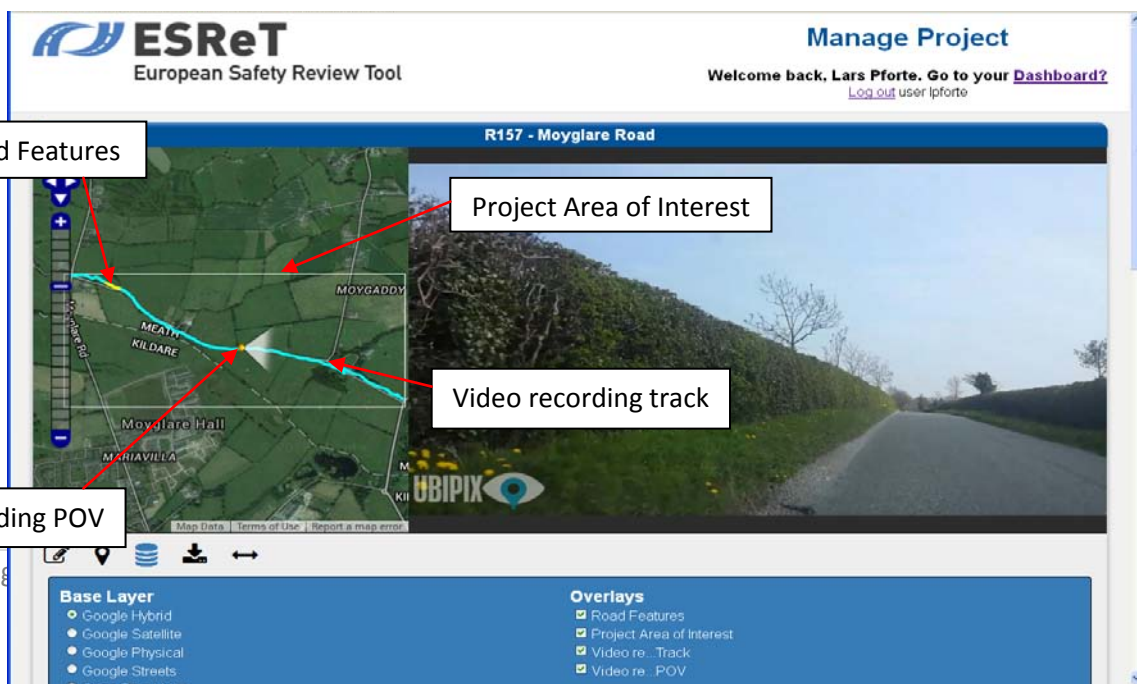 ESReT
European Safety Review Tool
Manage Project
Welcome back, Lars Pforte. Go to your Dashboard?
Log out user lpforte
R157 - Moyglare Road
d Features
Project Area of Interest
MOYGADDY
MEATH
KILDARE
Moyglare Rd
Video recording track
Moyglare Hall
MARIAVILLA
M
KIL
UBIPIX
ding POV
Map Data
Terms of Use
Report a map error
g
Base Layer
Google Hybrid
Google Satellite
Google Physical
Google Streets
Overlays
Road Features
Project Area of Interest
Video re...Track
Video re...POV